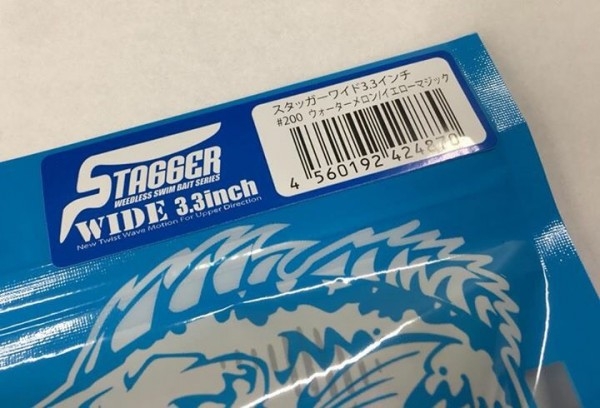 STAGGER
WEEDLESS SWIM BAIT SERIES
WIDE 3.3inch
New Twist Wave Motion For Upper Direction
スタッガーワイド3.3インチ
#200 ウォーターメロン/イエローマジック
4 560192 424870